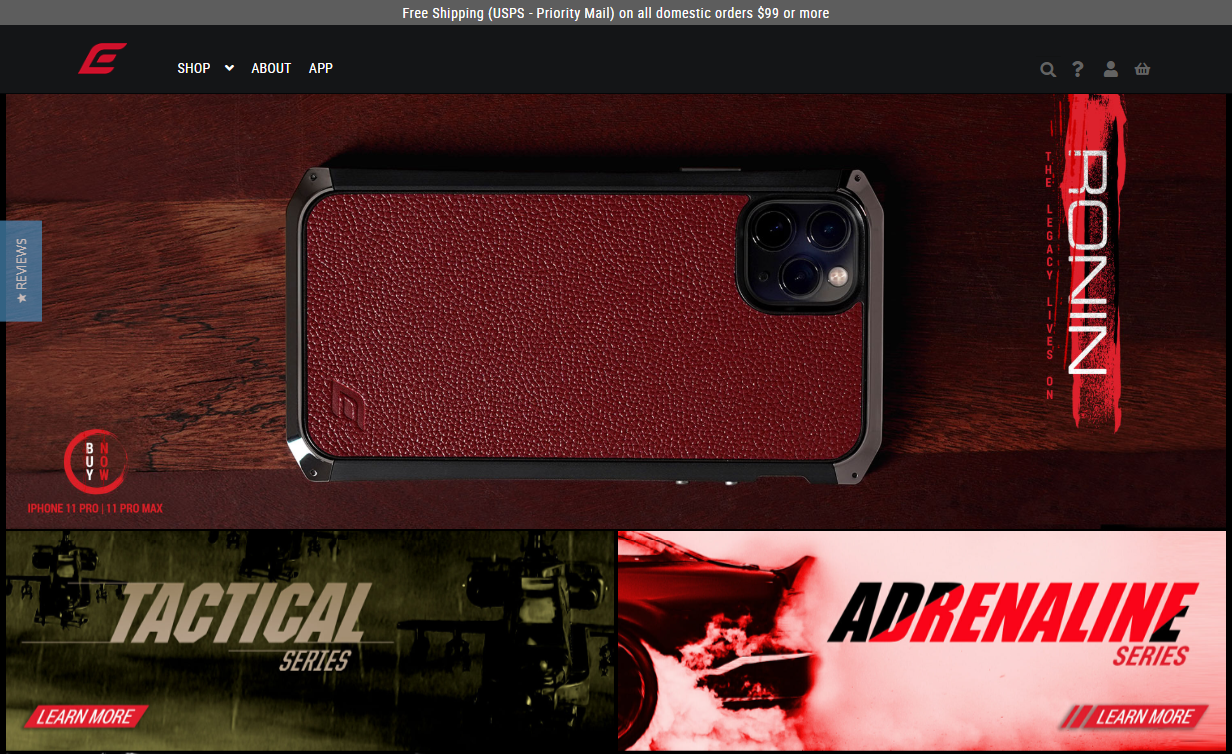 Free Shipping (USPS - Priority Mail) on all domestic orders $99 or more
SHOP
ABOUT
APP
★ REVIEWS
THE LEGACY LIVES ON
RONIN
BUY NOW
IPHONE 11 PRO | 11 PRO MAX
TACTICAL
SERIES
LEARN MORE
ADRENALINE
SERIES
LEARN MORE